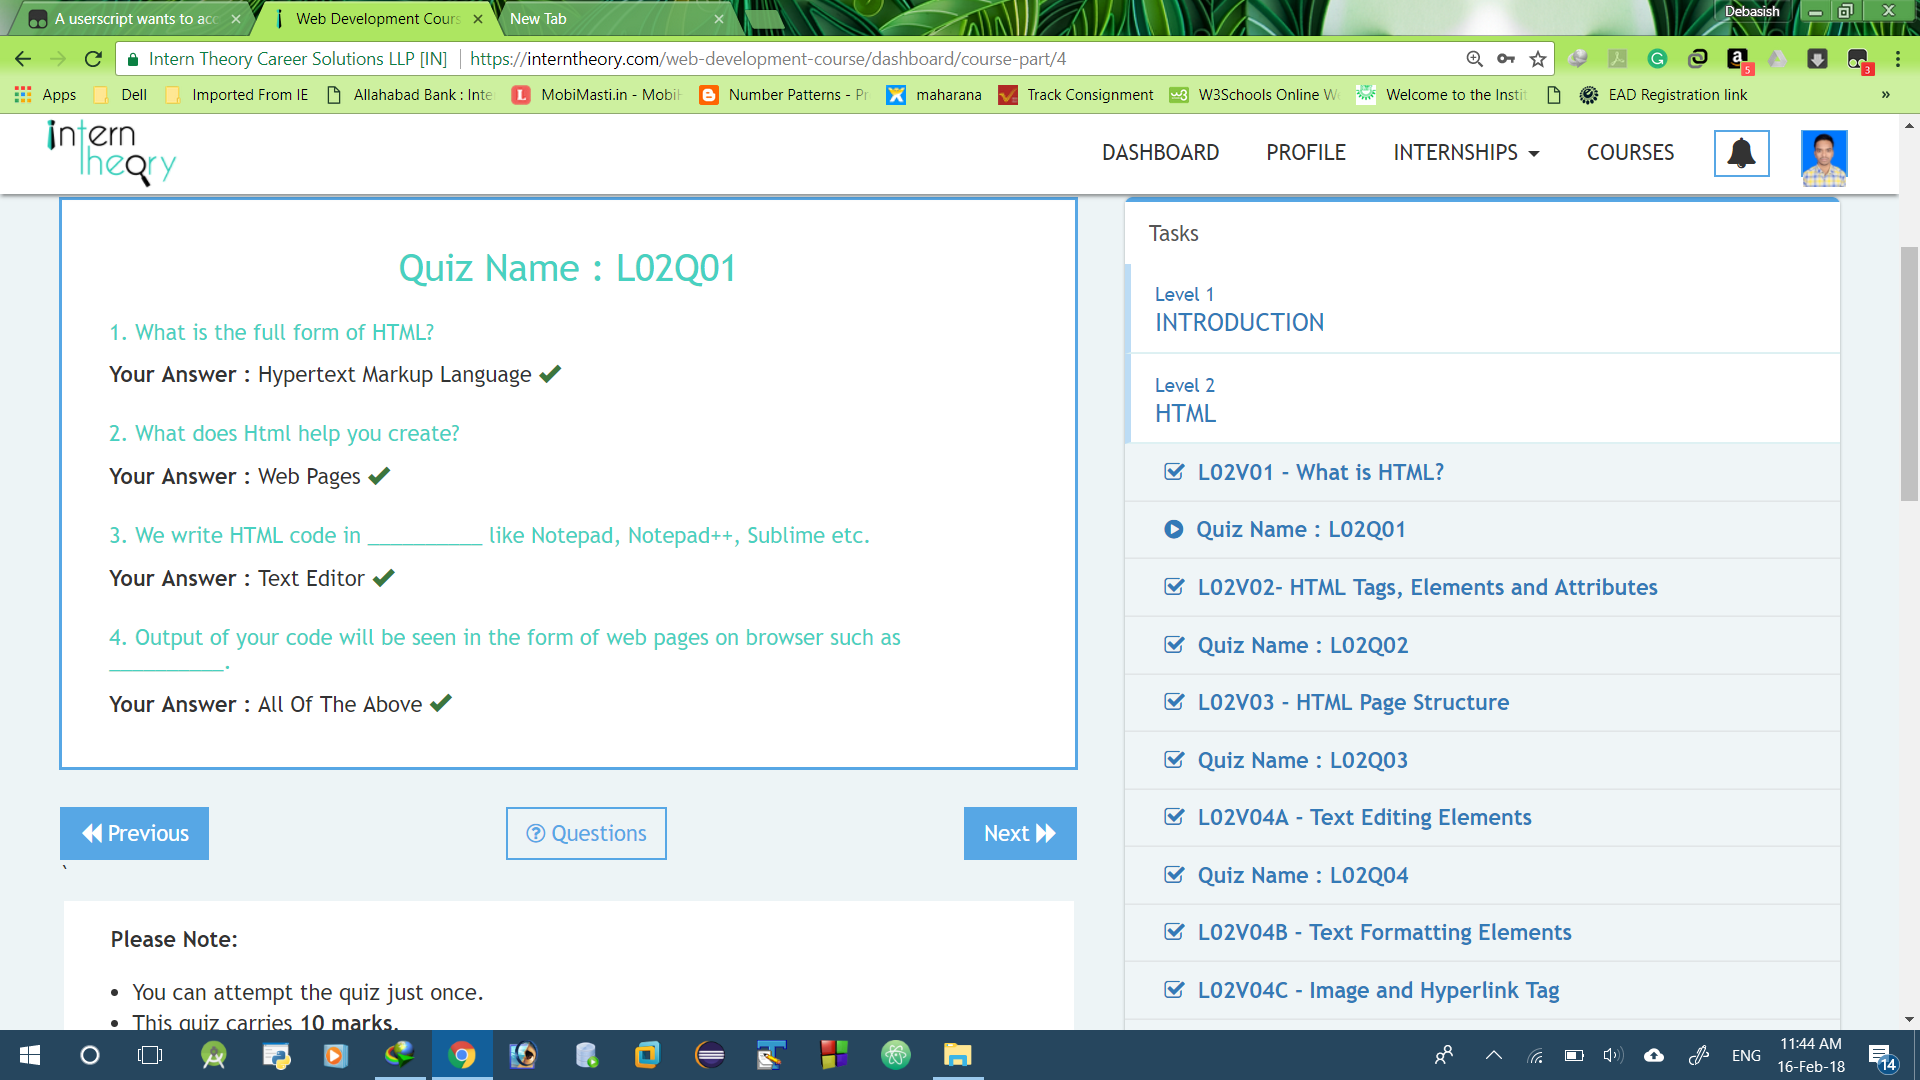 A userscript wants to acc
Web Development Cours
New Tab
Debasish
Intern Theory Career Solutions LLP [IN]
https://interntheory.com/web-development-course/dashboard/course-part/4
5
3
Apps
Dell
Imported From IE
Allahabad Bank : Inte
MobiMasti.in - Mobi
Number Patterns - Pr
maharana
Track Consignment
W3Schools Online W
Welcome to the Instit
EAD Registration link
»
intern theory
DASHBOARD
PROFILE
INTERNSHIPS
COURSES
Quiz Name : L02Q01
1. What is the full form of HTML?
Your Answer : Hypertext Markup Language
2. What does Html help you create?
Your Answer : Web Pages
3. We write HTML code in __________ like Notepad, Notepad++, Sublime etc.
Your Answer : Text Editor
4. Output of your code will be seen in the form of web pages on browser such as
__________.
Your Answer : All Of The Above
Previous
Questions
Next
`
Please Note:
• You can attempt the quiz just once.
• This quiz carries 10 marks.
Tasks
Level 1
INTRODUCTION
Level 2
HTML
L02V01 - What is HTML?
Quiz Name : L02Q01
L02V02- HTML Tags, Elements and Attributes
Quiz Name : L02Q02
L02V03 - HTML Page Structure
Quiz Name : L02Q03
L02V04A - Text Editing Elements
Quiz Name : L02Q04
L02V04B - Text Formatting Elements
L02V04C - Image and Hyperlink Tag
ENG
11:44 AM
16-Feb-18
14